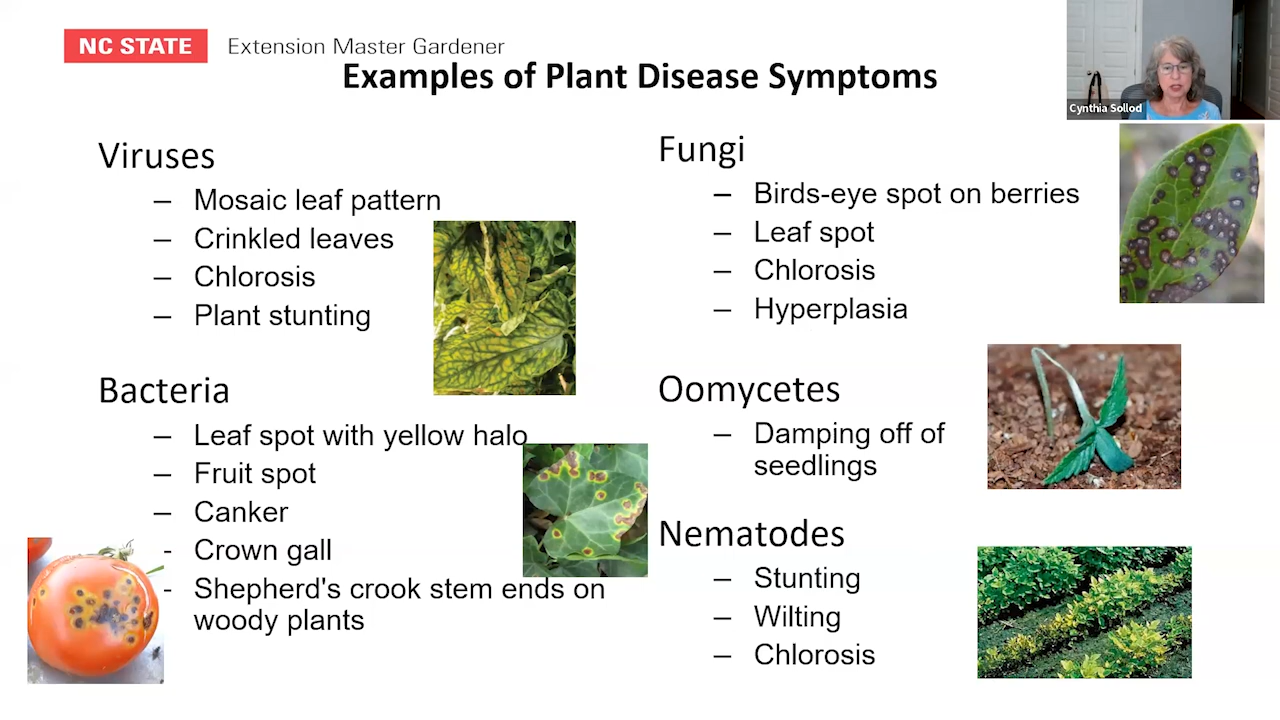 NC STATE Extension Master Gardener
Examples of Plant Disease Symptoms
Cynthia Sollod
Viruses
– Mosaic leaf pattern
– Crinkled leaves
– Chlorosis
– Plant stunting
Bacteria
– Leaf spot with yellow halo
– Fruit spot
– Canker
- Crown gall
- Shepherd's crook stem ends on
woody plants
Fungi
– Birds-eye spot on berries
– Leaf spot
– Chlorosis
– Hyperplasia
Oomycetes
– Damping off of
seedlings
Nematodes
– Stunting
– Wilting
– Chlorosis